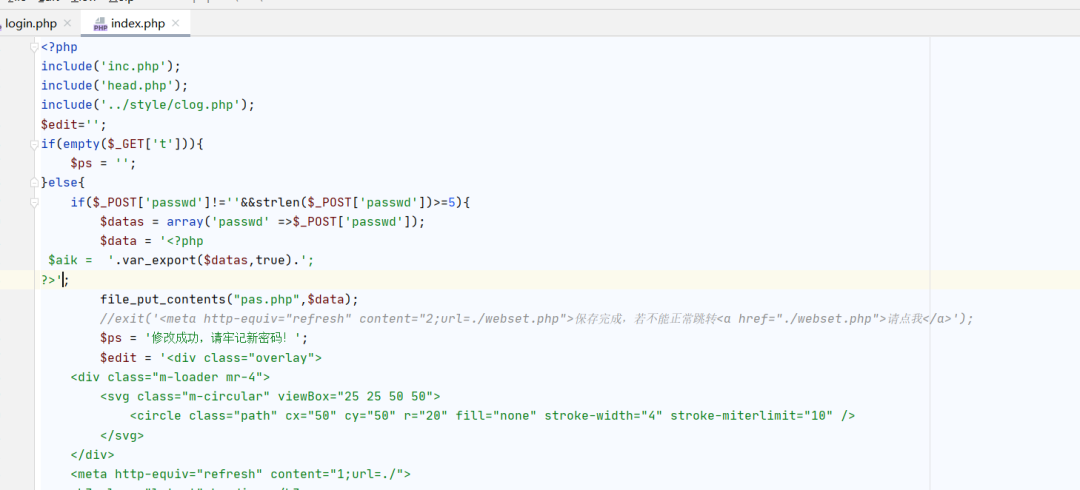 login.php index.php
<?php
include('inc.php');
include('head.php');
include('../style/clog.php');
$edit='';
if(empty($_GET['t'])){
    $ps = '';
}else{
    if($_POST['passwd']!=''&&strlen($_POST['passwd'])>=5){
        $datas = array('passwd' =>$_POST['passwd']);
        $data = '<?php
 $aik =  '.var_export($datas,true).';
?>';
        file_put_contents("pas.php",$data);
        //exit('<meta http-equiv="refresh" content="2;url=./webset.php">保存完成，若不能正常跳转<a href="./webset.php">请点我</a>');
        $ps = '修改成功，请牢记新密码！';
        $edit = '<div class="overlay">
    <div class="m-loader mr-4">
        <svg class="m-circular" viewBox="25 25 50 50">
            <circle class="path" cx="50" cy="50" r="20" fill="none" stroke-width="4" stroke-miterlimit="10" />
        </svg>
    </div>
    <meta http-equiv="refresh" content="1;url=./">